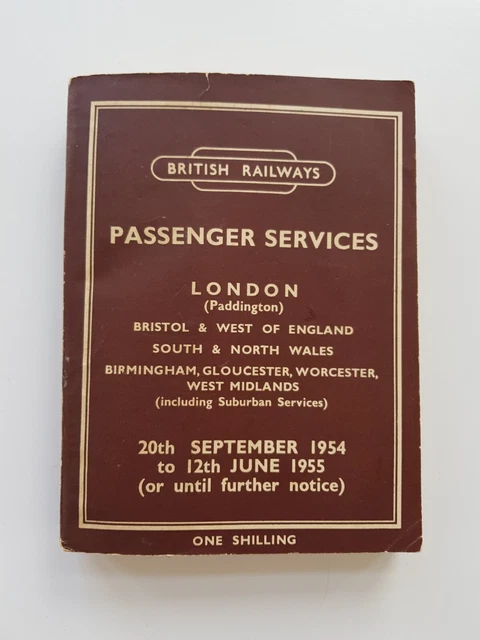 BRITISH RAILWAYS
PASSENGER SERVICES
LONDON
(Paddington)
BRISTOL & WEST OF ENGLAND
SOUTH & NORTH WALES
BIRMINGHAM, GLOUCESTER, WORCESTER,
WEST MIDLANDS
(including Suburban Services)
20th SEPTEMBER 1954
to 12th JUNE 1955
(or until further notice)
ONE SHILLING